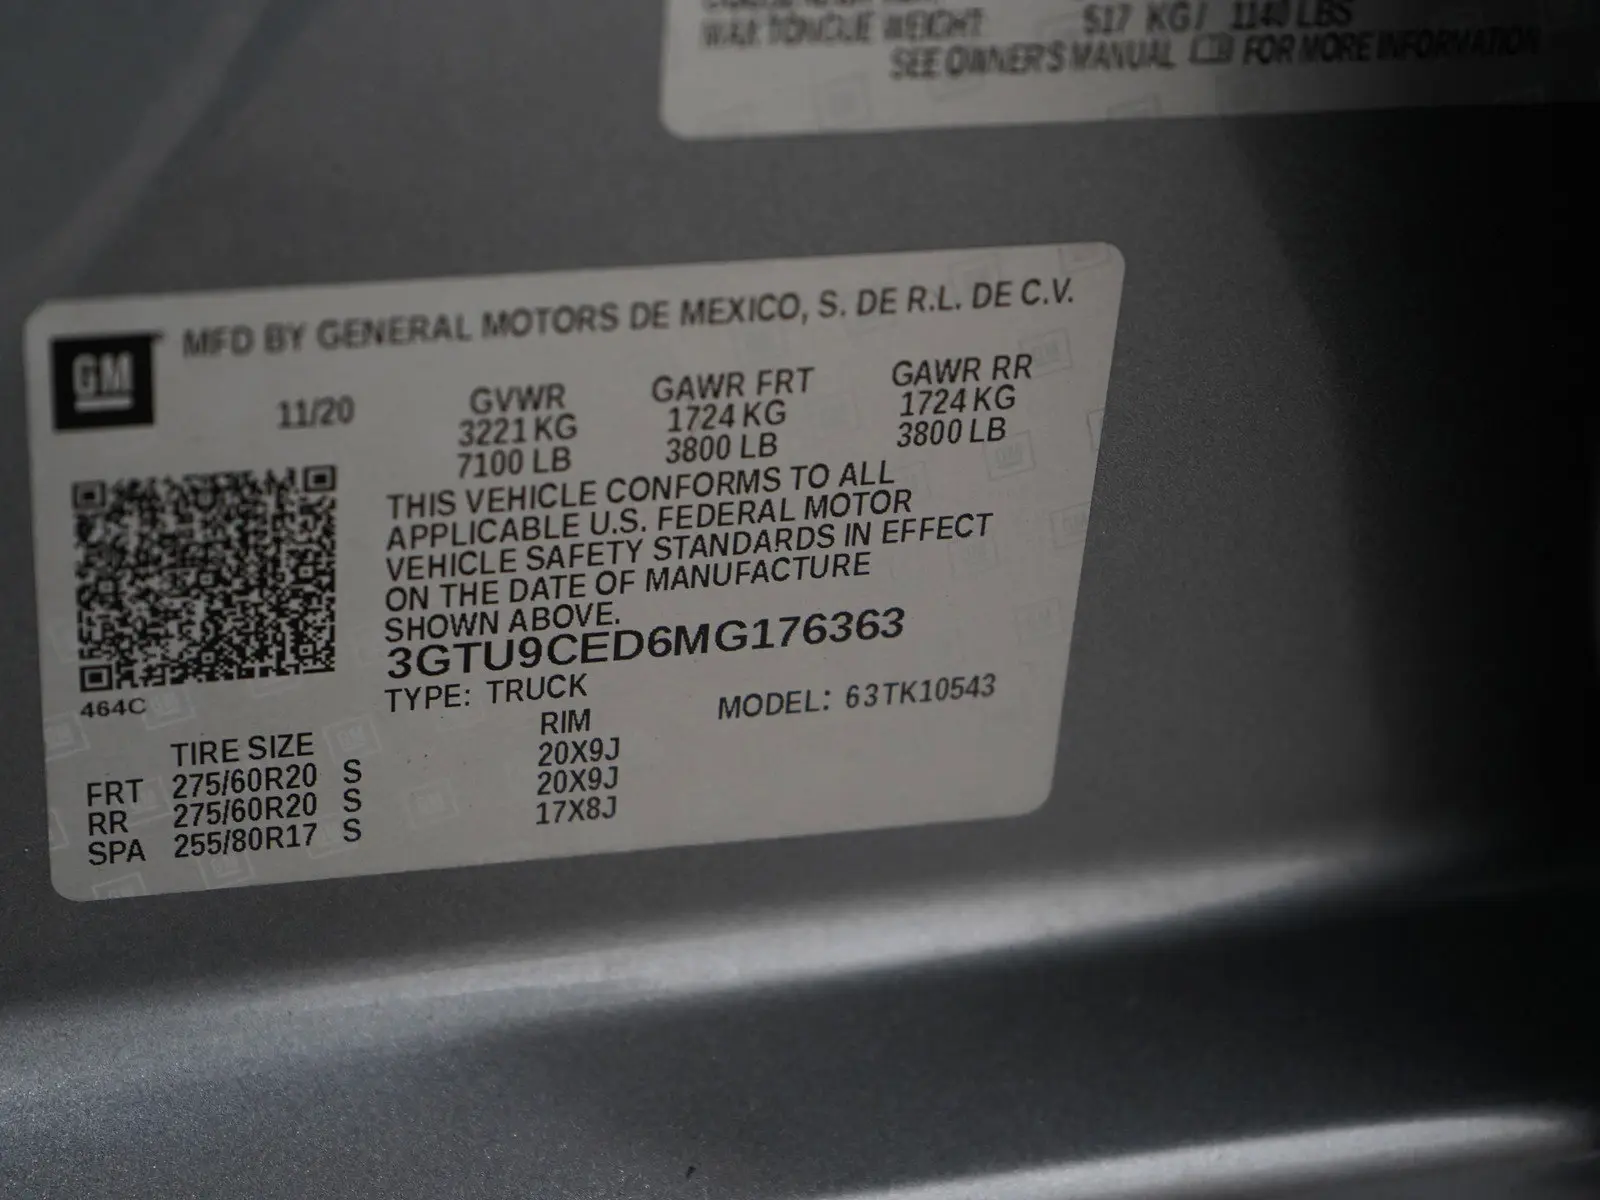 MAX TONGUE WEIGHT 517 KG/ 1140 LBS
SEE OWNER'S MANUAL FOR MORE INFORMATION
GM
MFD BY GENERAL MOTORS DE MEXICO, S. DE R.L. DE C.V.
11/20 GVWR GAWR FRT GAWR RR
3221 KG 1724 KG 1724 KG
7100 LB 3800 LB 3800 LB
THIS VEHICLE CONFORMS TO ALL
APPLICABLE U.S. FEDERAL MOTOR
VEHICLE SAFETY STANDARDS IN EFFECT
ON THE DATE OF MANUFACTURE
SHOWN ABOVE.
3GTU9CED6MG176363
464C
TYPE: TRUCK MODEL: 63TK10543
TIRE SIZE RIM
FRT 275/60R20 S 20X9J
RR 275/60R20 S 20X9J
SPA 255/80R17 S 17X8J